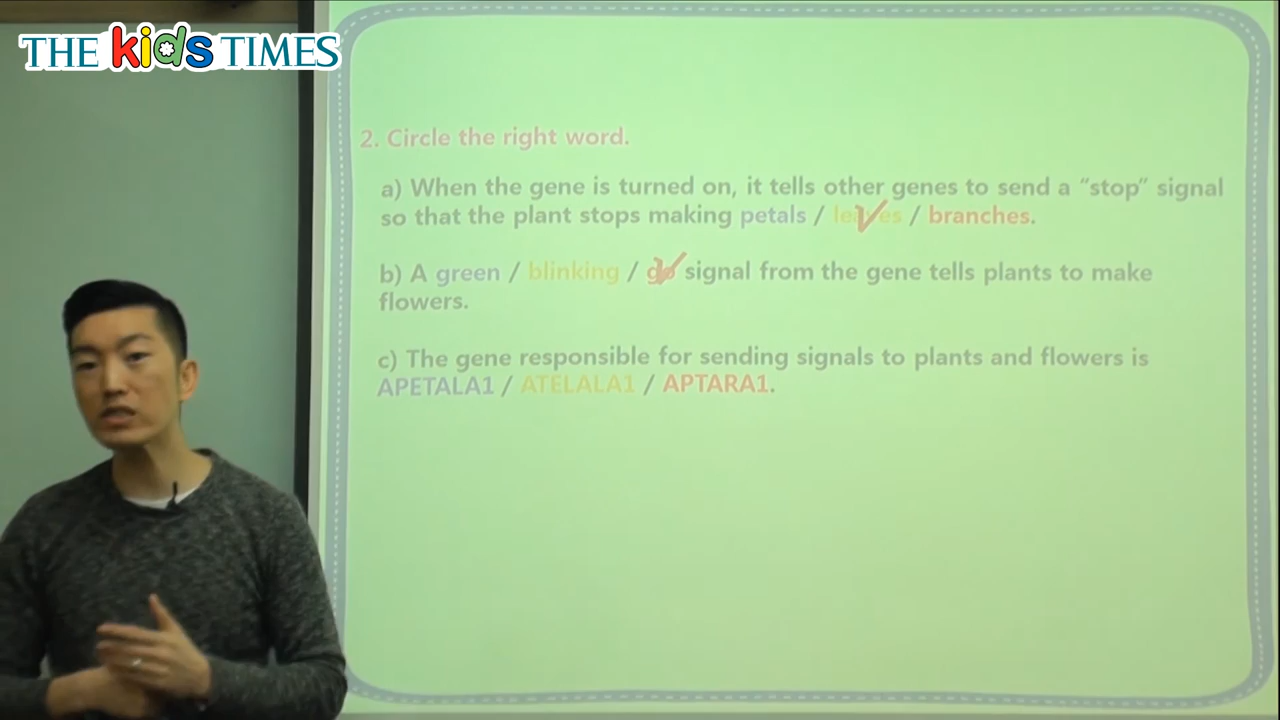 THE kids TIMES
2. Circle the right word.
a) When the gene is turned on, it tells other genes to send a “stop” signal
so that the plant stops making petals / leaves / branches.
b) A green / blinking / go signal from the gene tells plants to make
flowers.
c) The gene responsible for sending signals to plants and flowers is
APETALA1 / ATELALA1 / APTARA1.